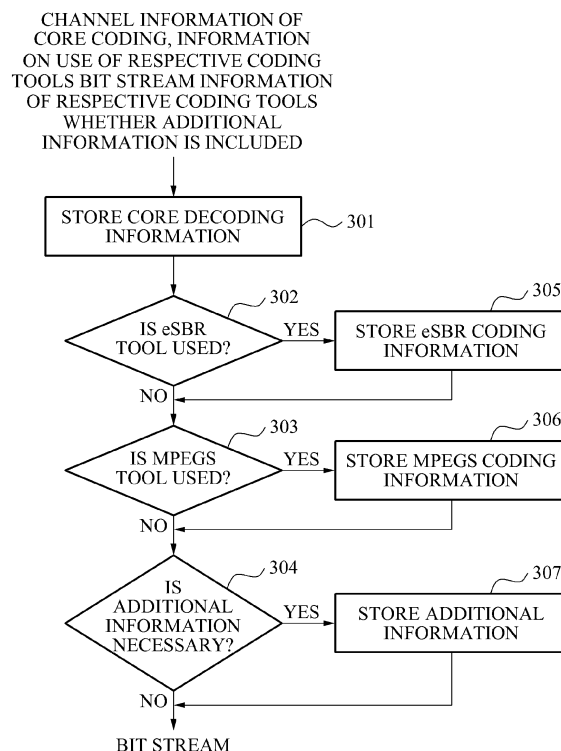 CHANNEL INFORMATION OF
CORE CODING, INFORMATION
ON USE OF RESPECTIVE CODING
TOOLS BIT STREAM INFORMATION
OF RESPECTIVE CODING TOOLS
WHETHER ADDITIONAL
INFORMATION IS INCLUDED
STORE CORE DECODING
INFORMATION
301
302
IS eSBR
TOOL USED?
YES
305
STORE eSBR CODING
INFORMATION
NO
303
IS MPEGS
TOOL USED?
YES
306
STORE MPEGS CODING
INFORMATION
NO
304
IS
ADDITIONAL
INFORMATION
NECESSARY?
YES
307
STORE ADDITIONAL
INFORMATION
NO
BIT STREAM